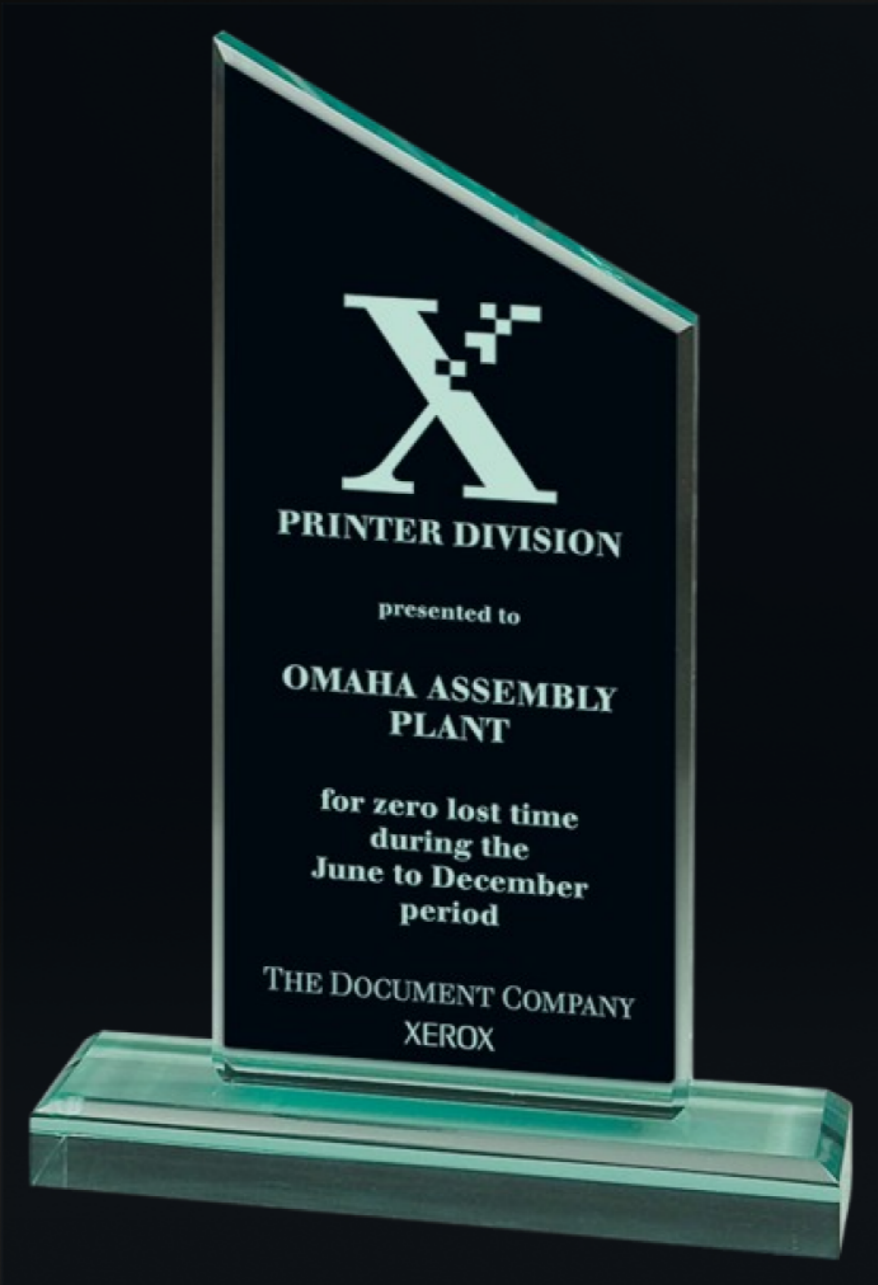 X
PRINTER DIVISION
presented to
OMAHA ASSEMBLY
PLANT
for zero lost time
during the
June to December
period
THE DOCUMENT COMPANY
XEROX